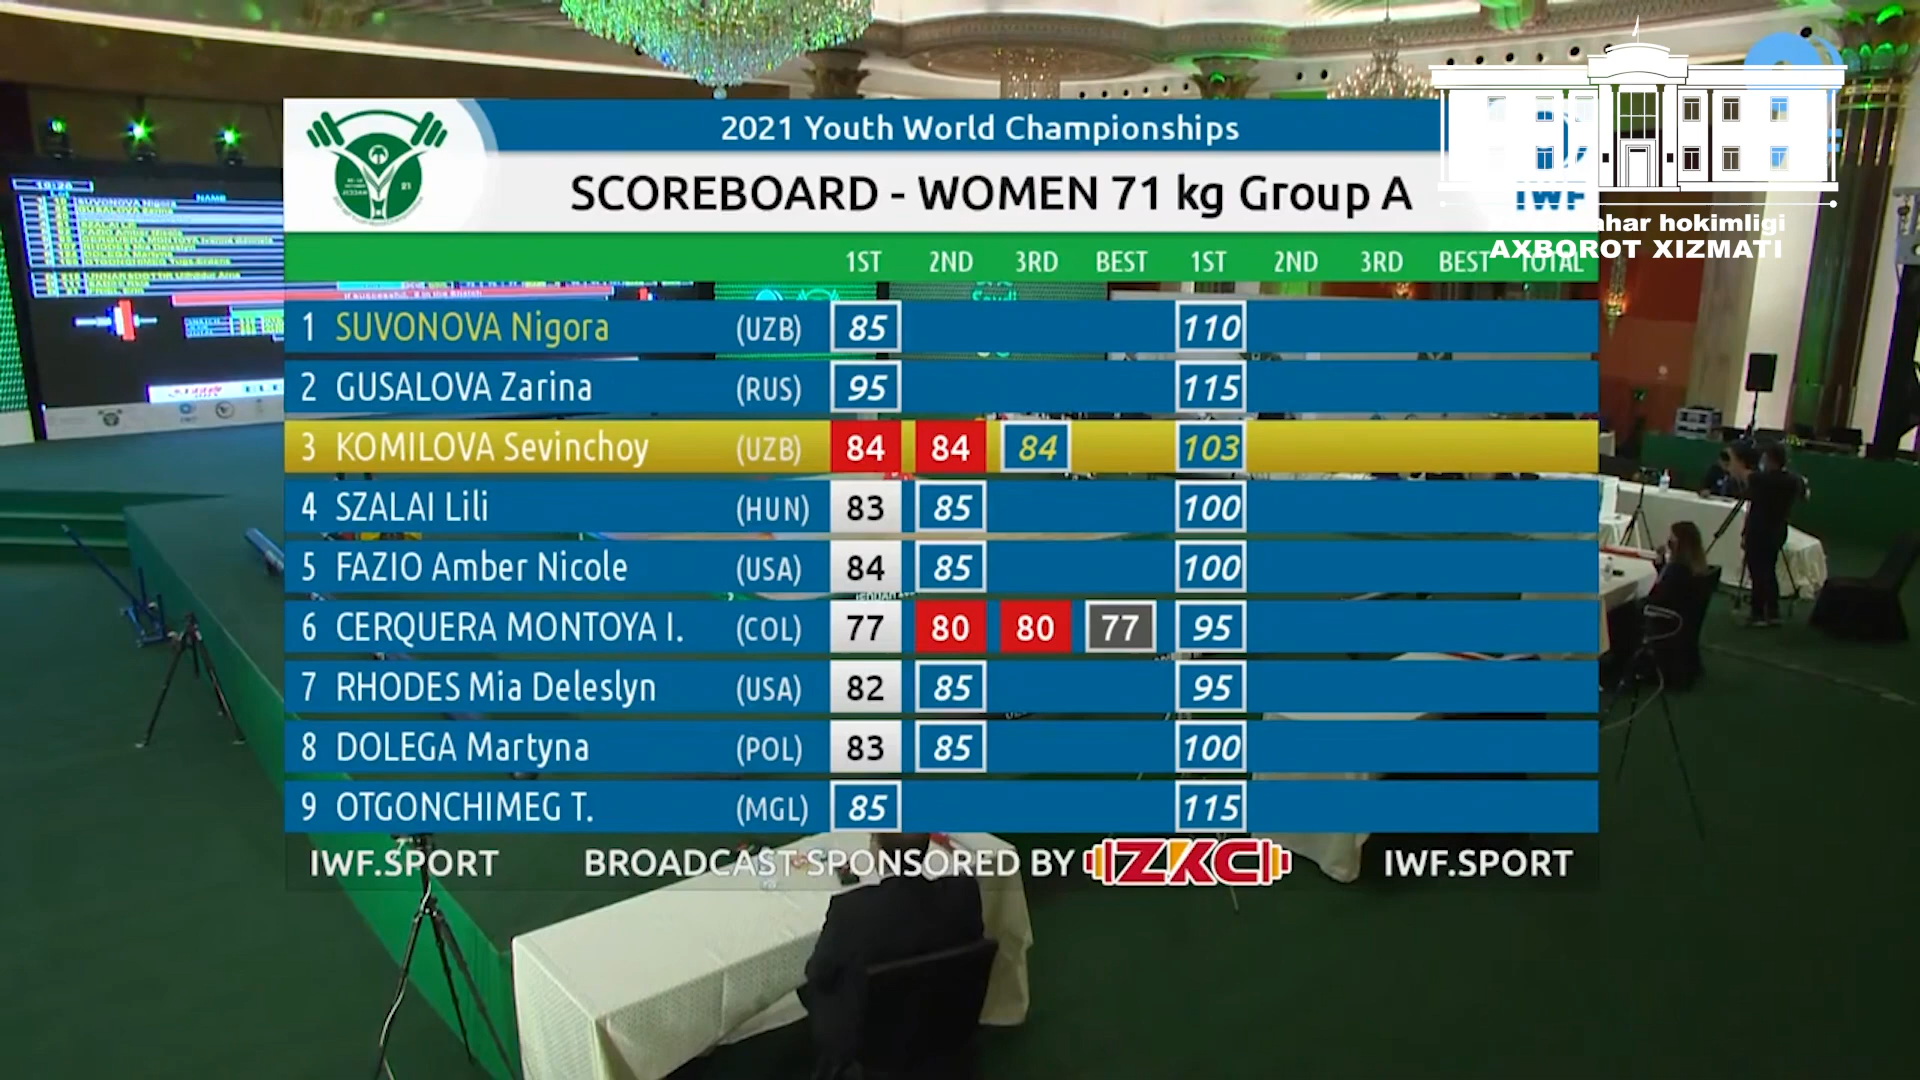 2021 Youth World Championships
SCOREBOARD - WOMEN 71 kg Group A
IWF
ahar hokimligi
AXBOROT XIZMATI
1ST 2ND 3RD BEST 1ST 2ND 3RD BEST TOTAL
1 SUVONOVA Nigora (UZB) 85 110
2 GUSALOVA Zarina (RUS) 95 115
3 KOMILOVA Sevinchoy (UZB) 84 84 84 103
4 SZALAI Lili (HUN) 83 85 100
5 FAZIO Amber Nicole (USA) 84 85 100
6 CERQUERA MONTOYA I. (COL) 77 80 80 77 95
7 RHODES Mia Deleslyn (USA) 82 85 95
8 DOLEGA Martyna (POL) 83 85 100
9 OTGONCHIMEG T. (MGL) 85 115
IWF.SPORT BROADCAST SPONSORED BY ZKC IWF.SPORT